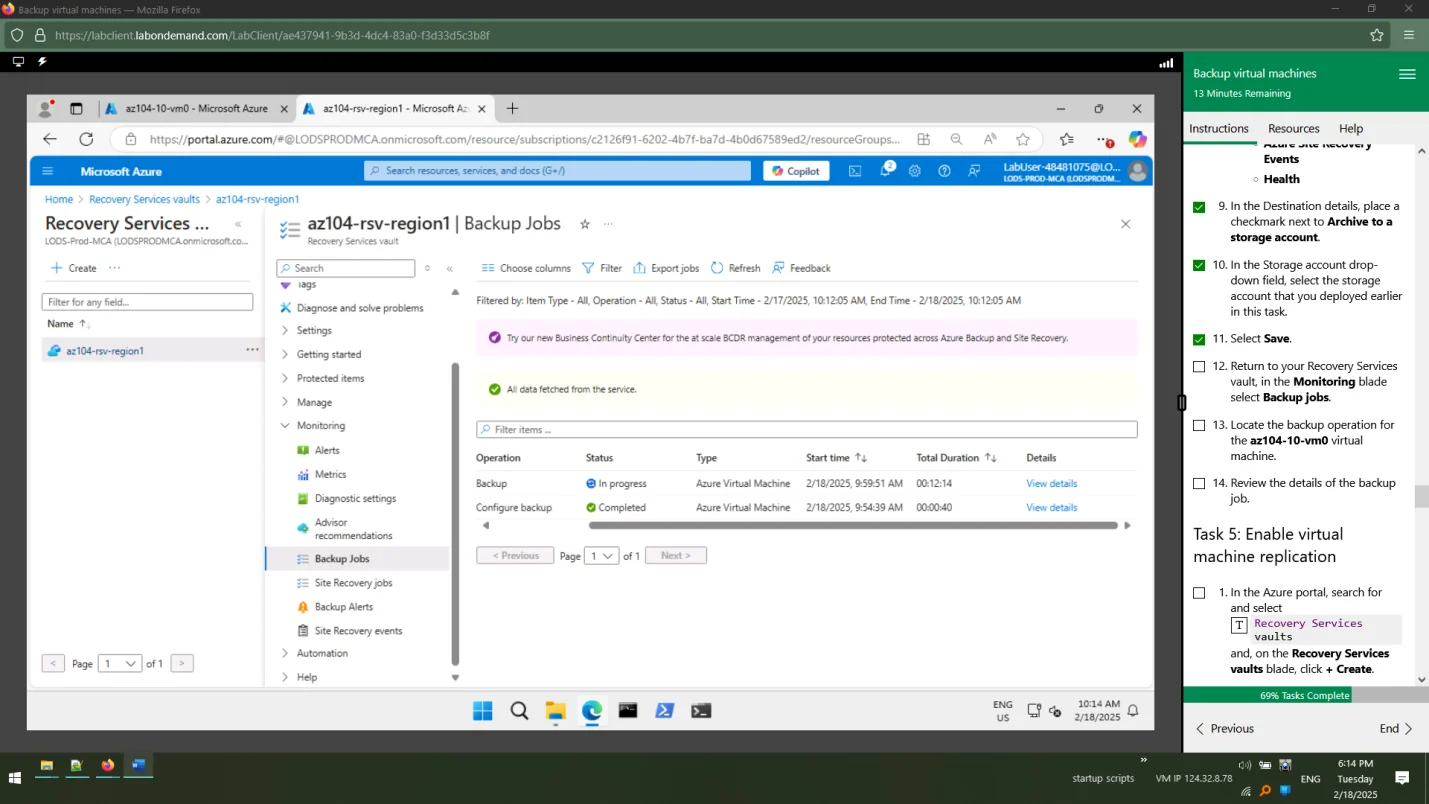 Backup virtual machines — Mozilla Firefox
https://labclient.labondemand.com/LabClient/ae437941-9b3d-4dc4-83a0-f3d33d5c3b8f
az104-10-vm0 - Microsoft Azure
az104-rsv-region1 - Microsoft Az
https://portal.azure.com/#@LODSPRODMCA.onmicrosoft.com/resource/subscriptions/c2126f91-6202-4b7f-ba7d-4b0d67589ed2/resourceGroups...
Microsoft Azure
Search resources, services, and docs (G+/)
Copilot
2
LabUser-48481075@LO...
LODS-PROD-MCA (LODSPRODM...
Home > Recovery Services vaults > az104-rsv-region1
Recovery Services ...
LODS-Prod-MCA (LODSPRODMCA.onmicrosoft.co...
Create ...
Filter for any field...
Name
az104-rsv-region1
...
Page 1 of 1
az104-rsv-region1 | Backup Jobs
Recovery Services vault
Search
Tags
Diagnose and solve problems
Settings
Getting started
Protected items
Manage
Monitoring
Alerts
Metrics
Diagnostic settings
Advisor
recommendations
Backup Jobs
Site Recovery jobs
Backup Alerts
Site Recovery events
Automation
Help
Choose columns Filter Export jobs Refresh Feedback
Filtered by: Item Type - All, Operation - All, Status - All, Start Time - 2/17/2025, 10:12:05 AM, End Time - 2/18/2025, 10:12:05 AM
Try our new Business Continuity Center for the at scale BCDR management of your resources protected across Azure Backup and Site Recovery.
All data fetched from the service.
Filter items ...
Operation Status Type Start time Total Duration Details
Backup In progress Azure Virtual Machine 2/18/2025, 9:59:51 AM 00:12:14 View details
Configure backup Completed Azure Virtual Machine 2/18/2025, 9:54:39 AM 00:00:40 View details
< Previous Page 1 of 1 Next >
ENG
US
10:14 AM
2/18/2025
Backup virtual machines
13 Minutes Remaining
Instructions Resources Help
Azure Site Recovery
Events
Health
9. In the Destination details, place a
checkmark next to Archive to a
storage account.
10. In the Storage account drop-
down field, select the storage
account that you deployed earlier
in this task.
11. Select Save.
12. Return to your Recovery Services
vault, in the Monitoring blade
select Backup jobs.
13. Locate the backup operation for
the az104-10-vm0 virtual
machine.
14. Review the details of the backup
job.
Task 5: Enable virtual
machine replication
1. In the Azure portal, search for
and select
T Recovery Services
vaults
and, on the Recovery Services
vaults blade, click + Create.
69% Tasks Complete
Previous End
startup scripts
VM IP 124.32.8.78
ENG
6:14 PM
Tuesday
2/18/2025